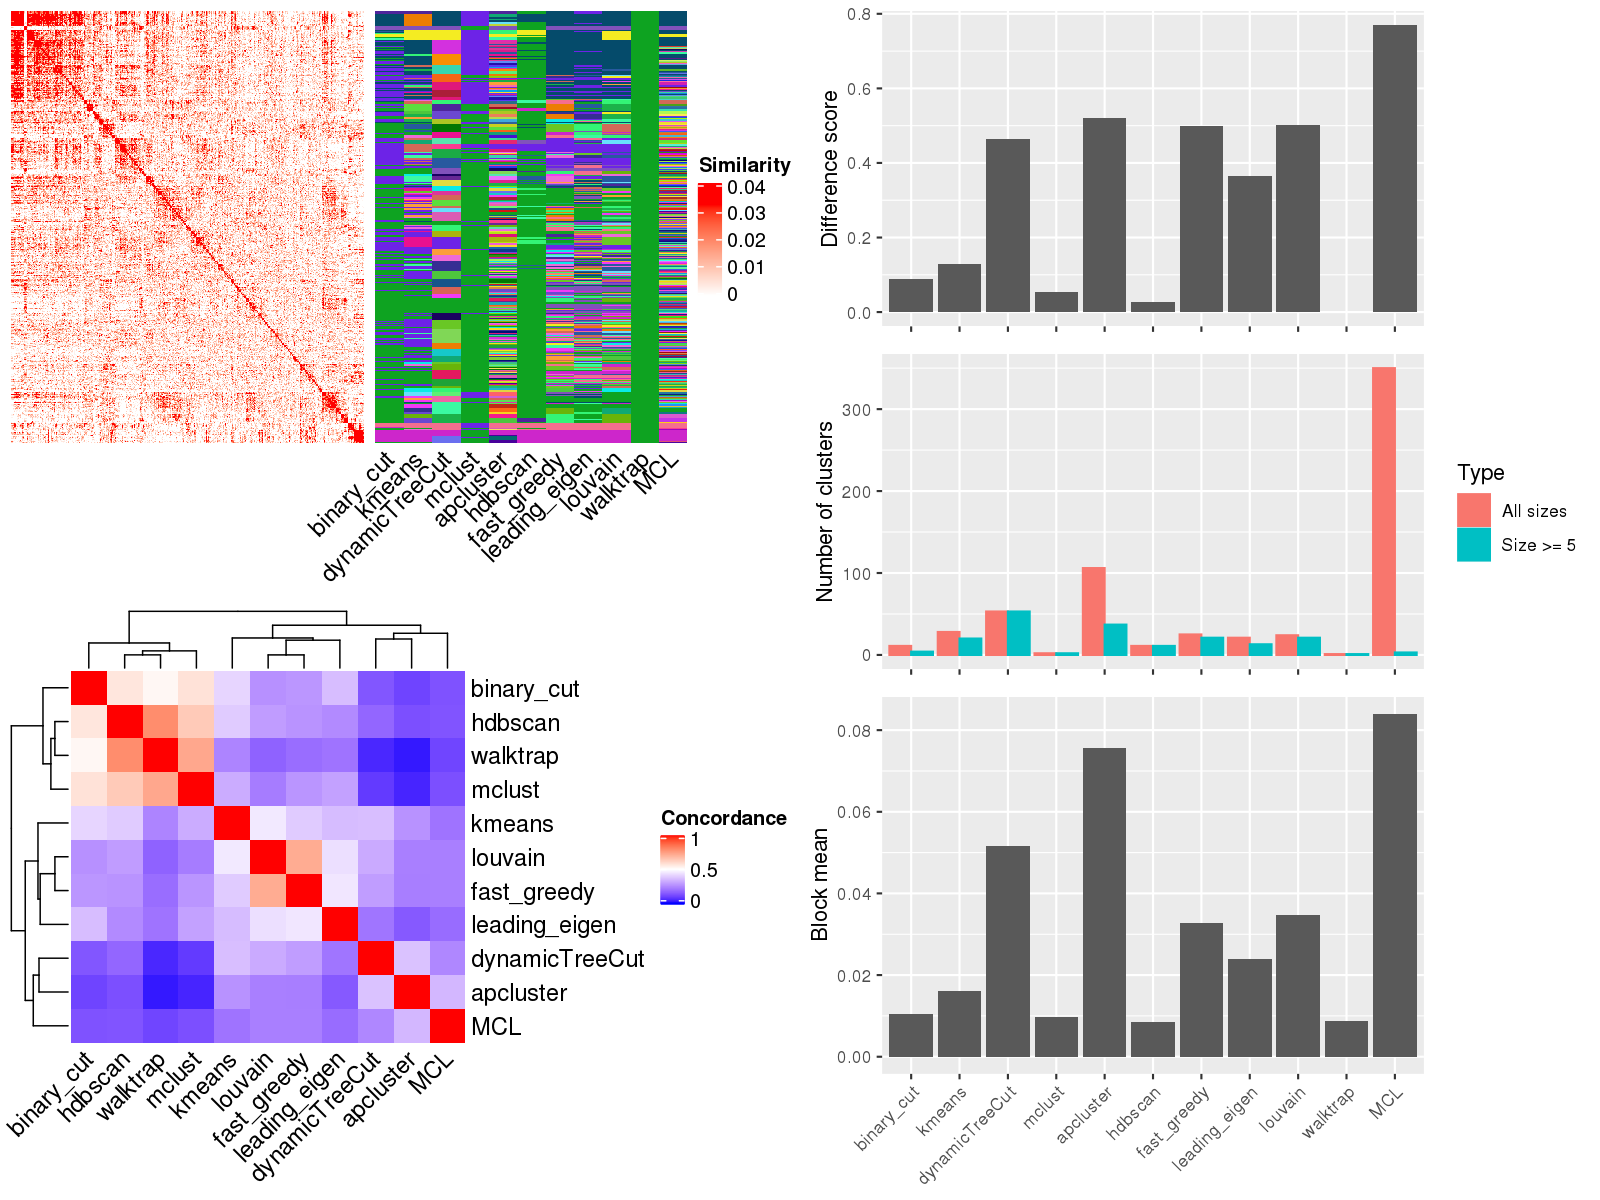 Similarity
0.04
0.03
0.02
0.01
0
binary_cut
kmeans
dynamicTreeCut
mclust
apcluster
hdbscan
fast_greedy
leading_eigen
louvain
walktrap
MCL
binary_cut
hdbscan
walktrap
mclust
kmeans
louvain
fast_greedy
leading_eigen
dynamicTreeCut
apcluster
MCL
Concordance
1
0.5
0
binary_cut
hdbscan
walktrap
mclust
kmeans
louvain
fast_greedy
leading_eigen
dynamicTreeCut
apcluster
MCL
Difference score
0.8
0.6
0.4
0.2
0.0
Number of clusters
300
200
100
0
Type
All sizes
Size >= 5
Block mean
0.08
0.06
0.04
0.02
0.00
binary_cut
kmeans
dynamicTreeCut
mclust
apcluster
hdbscan
fast_greedy
leading_eigen
louvain
walktrap
MCL